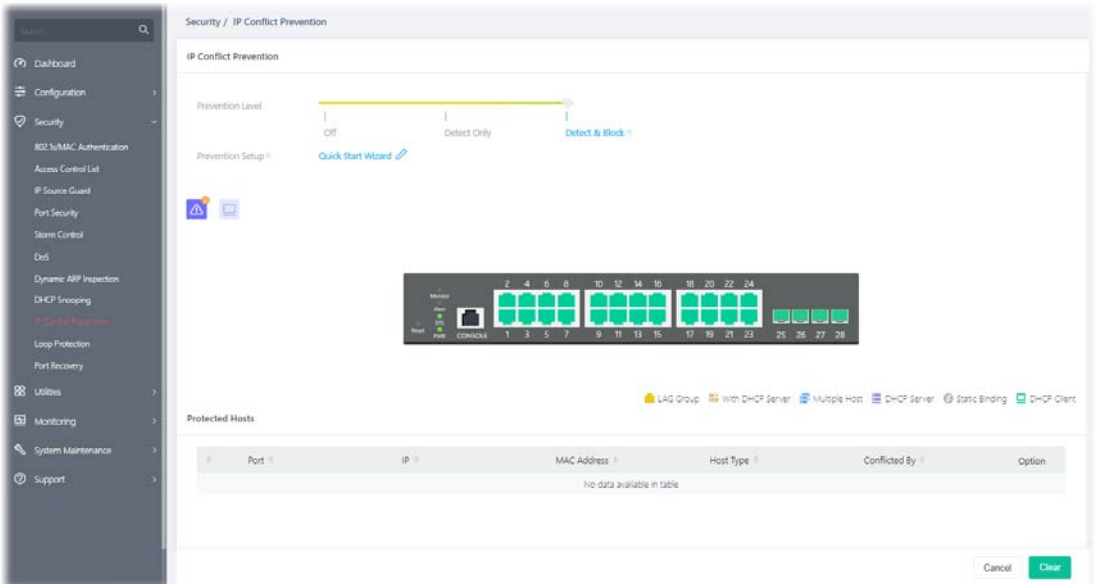 Search...
Dashboard
Configuration
Security
802.1x/MAC Authentication
Access Control List
IP Source Guard
Port Security
Storm Control
DoS
Dynamic ARP Inspection
DHCP Snooping
IP Conflict Prevention
Loop Protection
Port Recovery
Utilities
Monitoring
System Maintenance
Support
Security / IP Conflict Prevention
IP Conflict Prevention
Prevention Level
Off Detect Only Detect & Block
Prevention Setup Quick Start Wizard
2 4 6 8 10 12 14 16 18 20 22 24
Monitor
Alert
SYS
Reset PWR CONSOLE 1 3 5 7 9 11 13 15 17 19 21 23 25 26 27 28
LAG Group With DHCP Server Multiple Host DHCP Server Static Binding DHCP Client
Protected Hosts
Port IP MAC Address Host Type Conflicted By Option
No data available in table
Cancel Clear